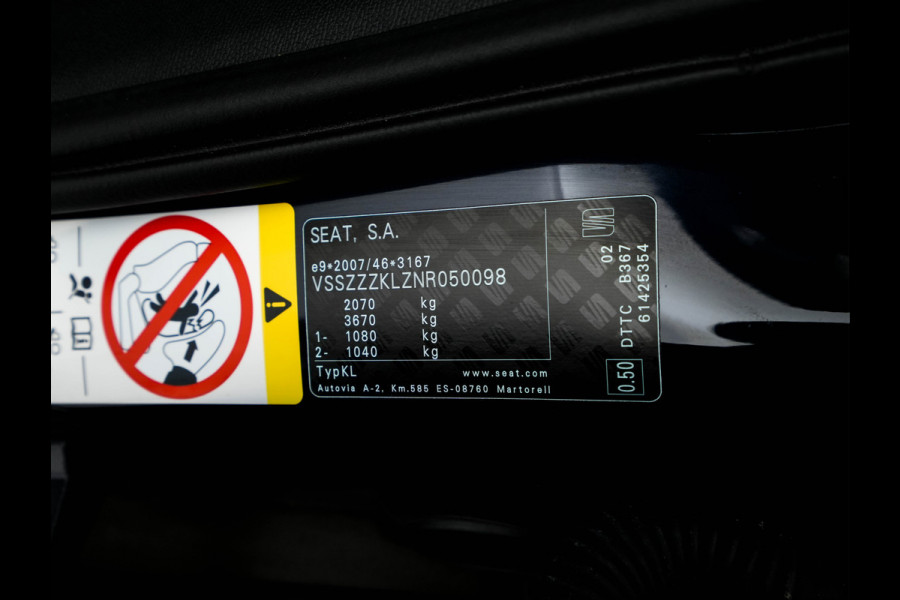 SEAT, S.A.
e9*2007/46*3167
VSSZZZKLZNR050098
2070 kg
3670 kg
1- 1080 kg
2- 1040 kg
TypKL www.seat.com
Autovia A-2, Km.585 ES-08760 Martorell
02
DTTC B367
61425354
0.50